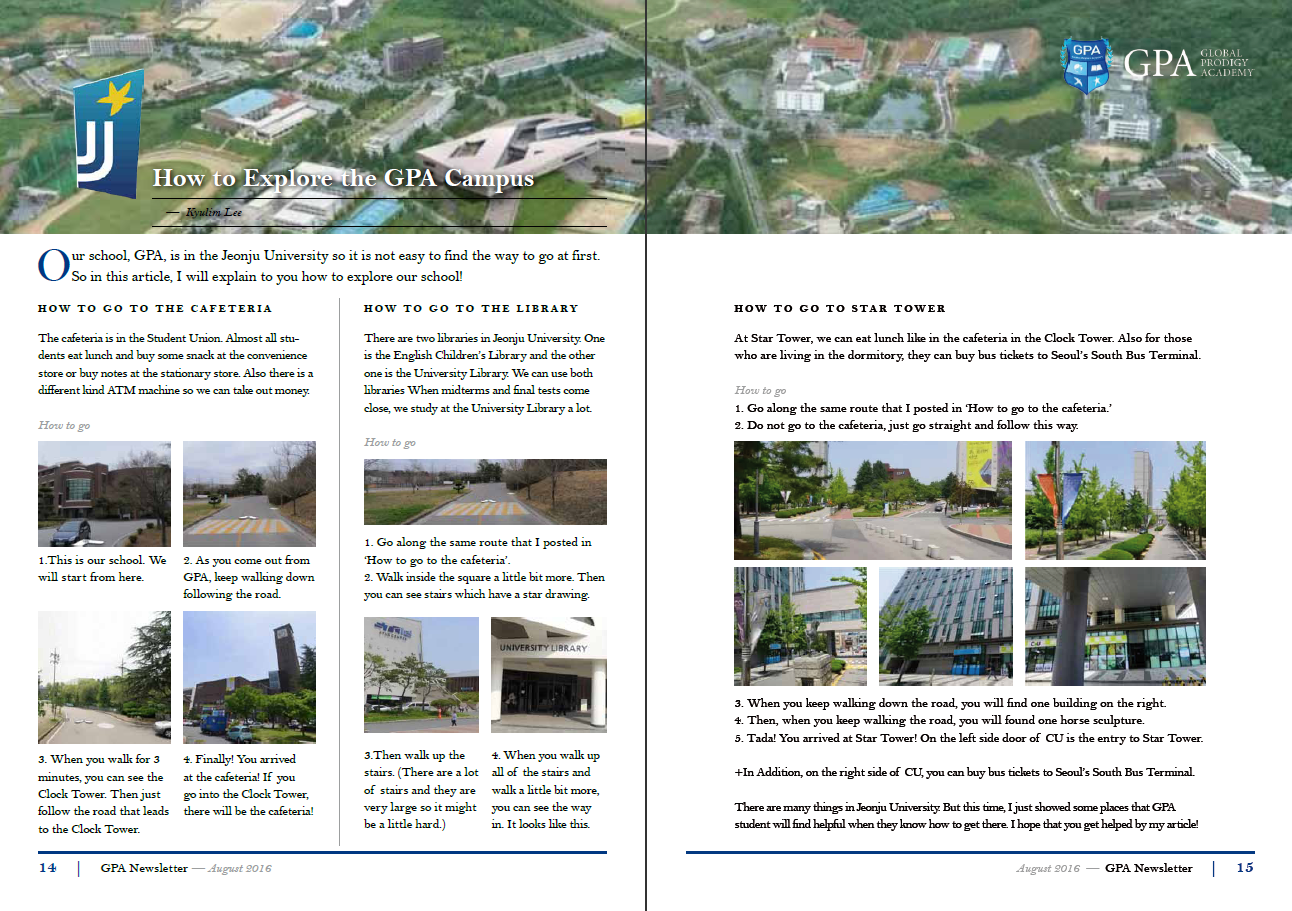 JJ
GPA
GPA
GLOBAL
PRODIGY
ACADEMY
How to Explore the GPA Campus
— Kyulim Lee
Our school, GPA, is in the Jeonju University so it is not easy to find the way to go at first.
So in this article, I will explain to you how to explore our school!
HOW TO GO TO THE CAFETERIA
The cafeteria is in the Student Union. Almost all stu-
dents eat lunch and buy some snack at the convenience
store or buy notes at the stationary store. Also there is a
different kind ATM machine so we can take out money.
How to go
1.This is our school. We
will start from here.
2. As you come out from
GPA, keep walking down
following the road.
3. When you walk for 3
minutes, you can see the
Clock Tower. Then just
follow the road that leads
to the Clock Tower.
4. Finally! You arrived
at the cafeteria! If you
go into the Clock Tower,
there will be the cafeteria!
HOW TO GO TO THE LIBRARY
There are two libraries in Jeonju University. One
is the English Children's Library and the other
one is the University Library. We can use both
libraries When midterms and final tests come
close, we study at the University Library a lot.
How to go
1. Go along the same route that I posted in
'How to go to the cafeteria'.
2. Walk inside the square a little bit more. Then
you can see stairs which have a star drawing.
UNIVERSITY LIBRARY
3.Then walk up the
stairs. (There are a lot
of stairs and they are
very large so it might
be a little hard.)
4. When you walk up
all of the stairs and
walk a little bit more,
you can see the way
in. It looks like this.
14 | GPA Newsletter — August 2016
HOW TO GO TO STAR TOWER
At Star Tower, we can eat lunch like in the cafeteria in the Clock Tower. Also for those
who are living in the dormitory, they can buy bus tickets to Seoul's South Bus Terminal.
How to go
1. Go along the same route that I posted in 'How to go to the cafeteria.'
2. Do not go to the cafeteria, just go straight and follow this way.
CU
3. When you keep walking down the road, you will find one building on the right.
4. Then, when you keep walking the road, you will found one horse sculpture.
5. Tada! You arrived at Star Tower! On the left side door of CU is the entry to Star Tower.
+In Addition, on the right side of CU, you can buy bus tickets to Seoul's South Bus Terminal.
There are many things in Jeonju University. But this time, I just showed some places that GPA
student will find helpful when they know how to get there. I hope that you get helped by my article!
August 2016 — GPA Newsletter | 15